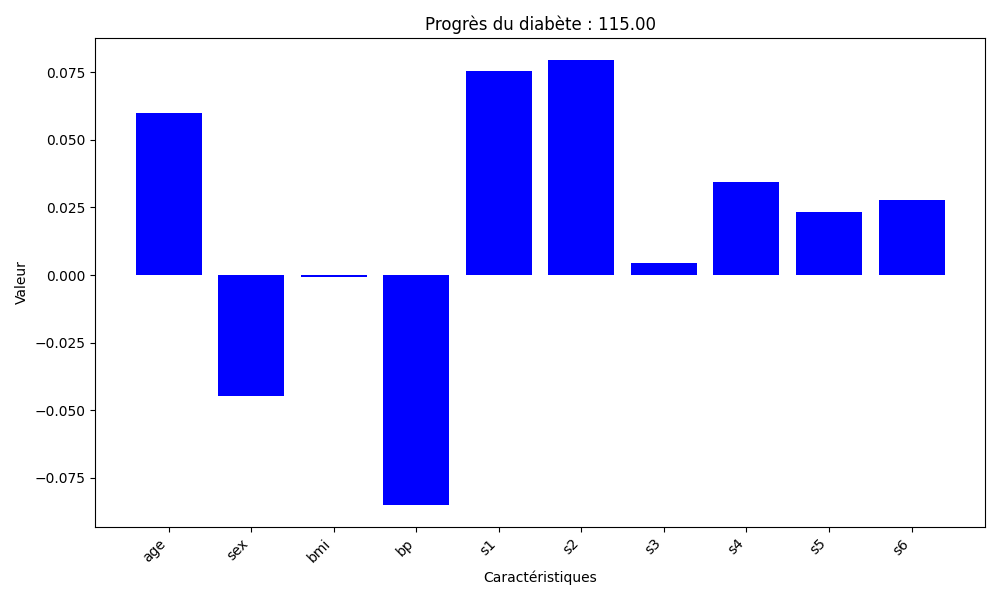 Progrès du diabète : 115.00
Valeur
0.075
0.050
0.025
0.000
−0.025
−0.050
−0.075
age
sex
bmi
bp
s1
s2
s3
s4
s5
s6
Caractéristiques